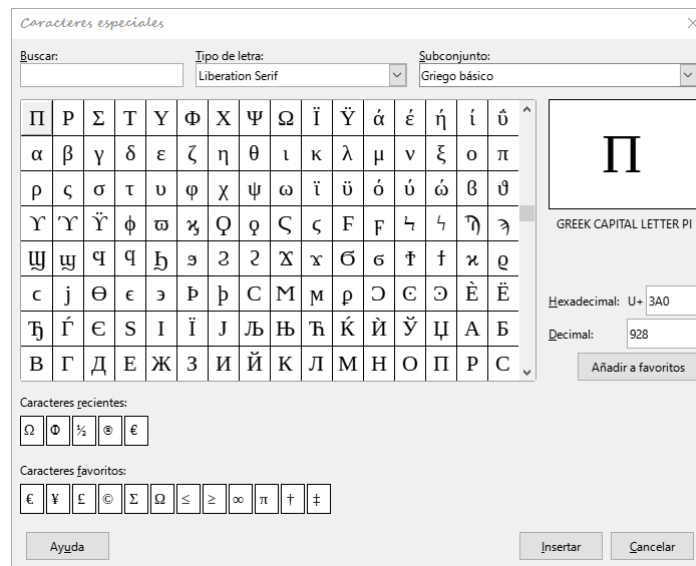 Caracteres especiales
Buscar: Tipo de letra: Subconjunto:
Liberation Serif Griego básico
Π Ρ Σ Τ Υ Φ Χ Ψ Ω Ϊ Ϋ ά έ ή ί ΰ
α β γ δ ε ζ η θ ι κ λ μ ν ξ ο π
ρ ς σ τ υ φ χ ψ ω ϊ ϋ ό ύ ώ ϐ ϑ
ϒ ϓ ϔ ϕ ϖ ϗ Ϙ ϙ Ϛ ϛ Ϝ ϝ Ϟ ϟ Ϡ ϡ
Ϣ ϣ Ϥ ϥ Ϧ ϧ Ϩ ϩ Ϫ ϫ Ϭ ϭ Ϯ ϯ ϰ ϱ
ϲ ϳ ϴ ϵ ϶ Ϸ ϸ Ϲ Ϻ ϻ ϼ Ͻ Ͼ Ͽ Ѐ Ё
Ђ Ѓ Є Ѕ І Ї Ј Љ Њ Ћ Ќ Ѝ Ў Џ А Б
В Г Д Е Ж З И Й К Л М Н О П Р С
Π
GREEK CAPITAL LETTER PI
Hexadecimal: U+ 3A0
Decimal: 928
Añadir a favoritos
Caracteres recientes:
Ω Φ ½ ® €
Caracteres favoritos:
€ ¥ £ © Σ Ω ≤ ≥ ∞ π † ‡
Ayuda Insertar Cancelar